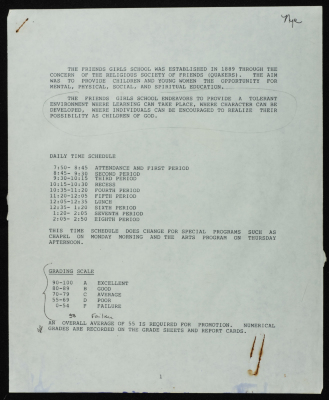 THE FRIENDS GIRLS SCHOOL WAS ESTABLISHED IN 1889 THROUGH THE
CONCERN OF THE RELIGIOUS SOCIETY OF FRIENDS (QUAKERS). THE AIM
WAS TO PROVIDE CHILDREN AND YOUNG WOMEN THE OPPORTUNITY FOR
MENTAL, PHYSICAL, SOCIAL, AND SPIRITUAL EDUCATION.
THE FRIENDS GIRLS SCHOOL ENDEAVORS TO PROVIDE A TOLERANT
ENVIRONMENT WHERE LEARNING CAN TAKE PLACE, WHERE CHARACTER CAN BE
DEVELOPED, WHERE INDIVIDUALS CAN BE ENCOURAGED TO REALIZE THEIR
POSSIBILITY AS CHILDREN OF GOD.
DAILY TIME SCHEDULE
7:50- 8:45 ATTENDANCE AND FIRST PERIOD
8:45- 9:30 SECOND PERIOD
9:30-10:15 THIRD PERIOD
10:15-10:35 RECESS
10:35-11:20 FOURTH PERIOD
11:20-12:05 FIFTH PERIOD
12:05-12:35 LUNCH
12:35- 1:20 SIXTH PERIOD
1:20- 2:05 SEVENTH PERIOD
2:05- 2:50 EIGHTH PERIOD
THIS TIME SCHEDULE DOES CHANGE FOR SPECIAL PROGRAMS SUCH AS
CHAPEL ON MONDAY MORNING AND THE ARTS PROGRAM ON THURSDAY
AFTERNOON.
GRADING SCALE
90-100 A EXCELLENT
80-89 B GOOD
70-79 C AVERAGE
55-69 D POOR
0-54 F FAILURE
Failure
AN OVERALL AVERAGE OF 55 IS REQUIRED FOR PROMOTION. NUMERICAL
GRADES ARE RECORDED ON THE GRADE SHEETS AND REPORT CARDS.
1